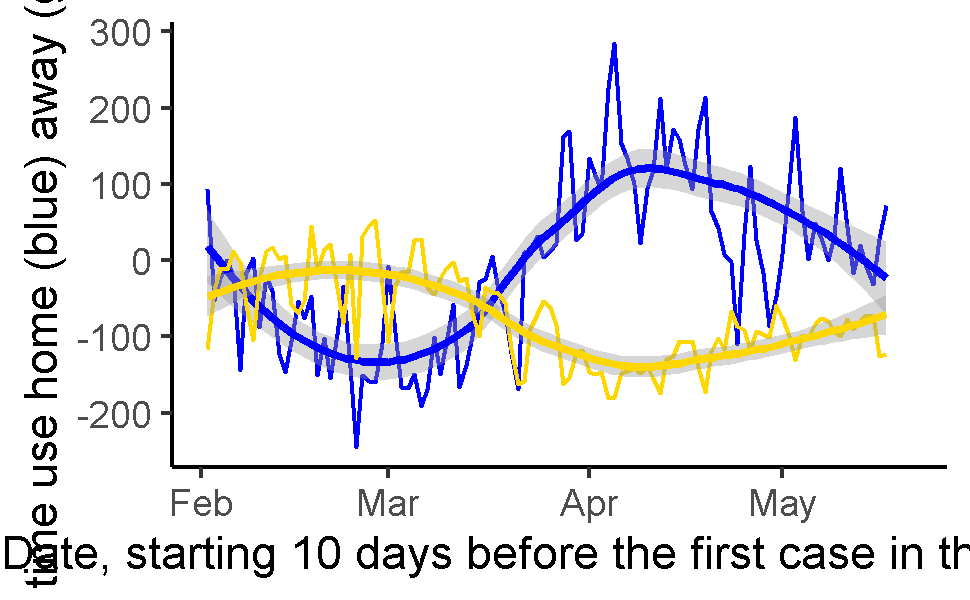 300
200
100
0
-100
-200
time use home (blue) away (
Feb Mar Apr May
Date, starting 10 days before the first case in th